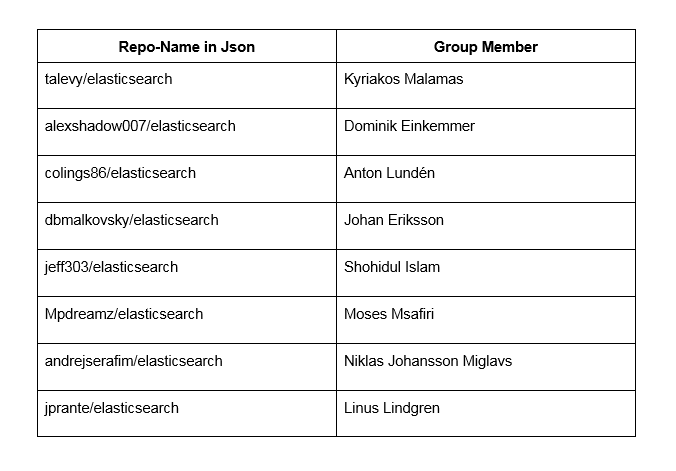 Repo-Name in Json Group Member
talevy/elasticsearch Kyriakos Malamas
alexshadow007/elasticsearch Dominik Einkemmer
colings86/elasticsearch Anton Lundén
dbmalkovsky/elasticsearch Johan Eriksson
jeff303/elasticsearch Shohidul Islam
Mpdreamz/elasticsearch Moses Msafiri
andrejserafim/elasticsearch Niklas Johansson Miglavs
jprante/elasticsearch Linus Lindgren